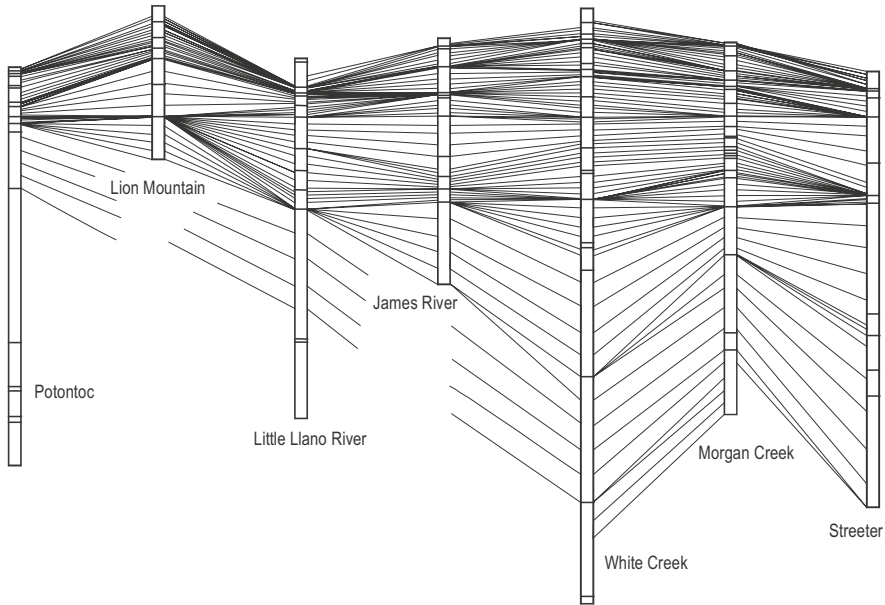 Lion Mountain
James River
Potontoc
Little Llano River
Morgan Creek
Streeter
White Creek